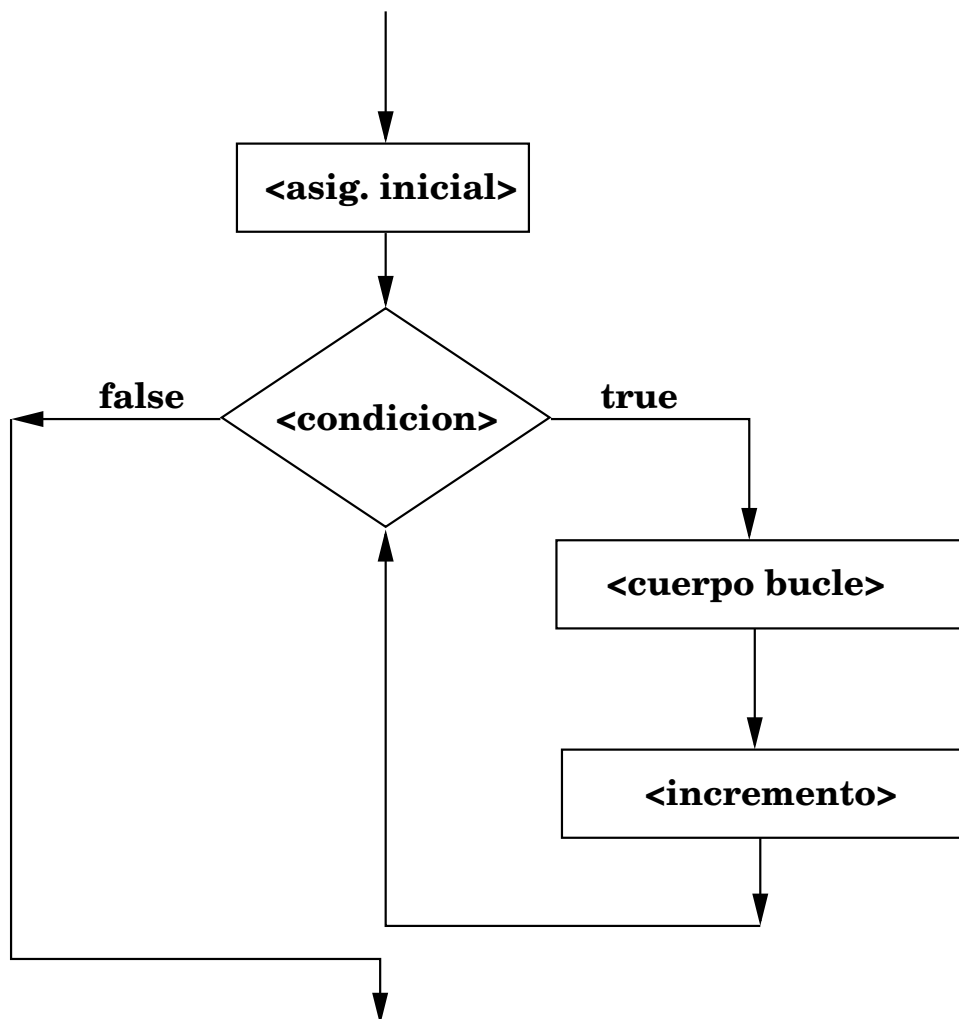 <asig. inicial>
false
true
<condicion>
<cuerpo bucle>
<incremento>